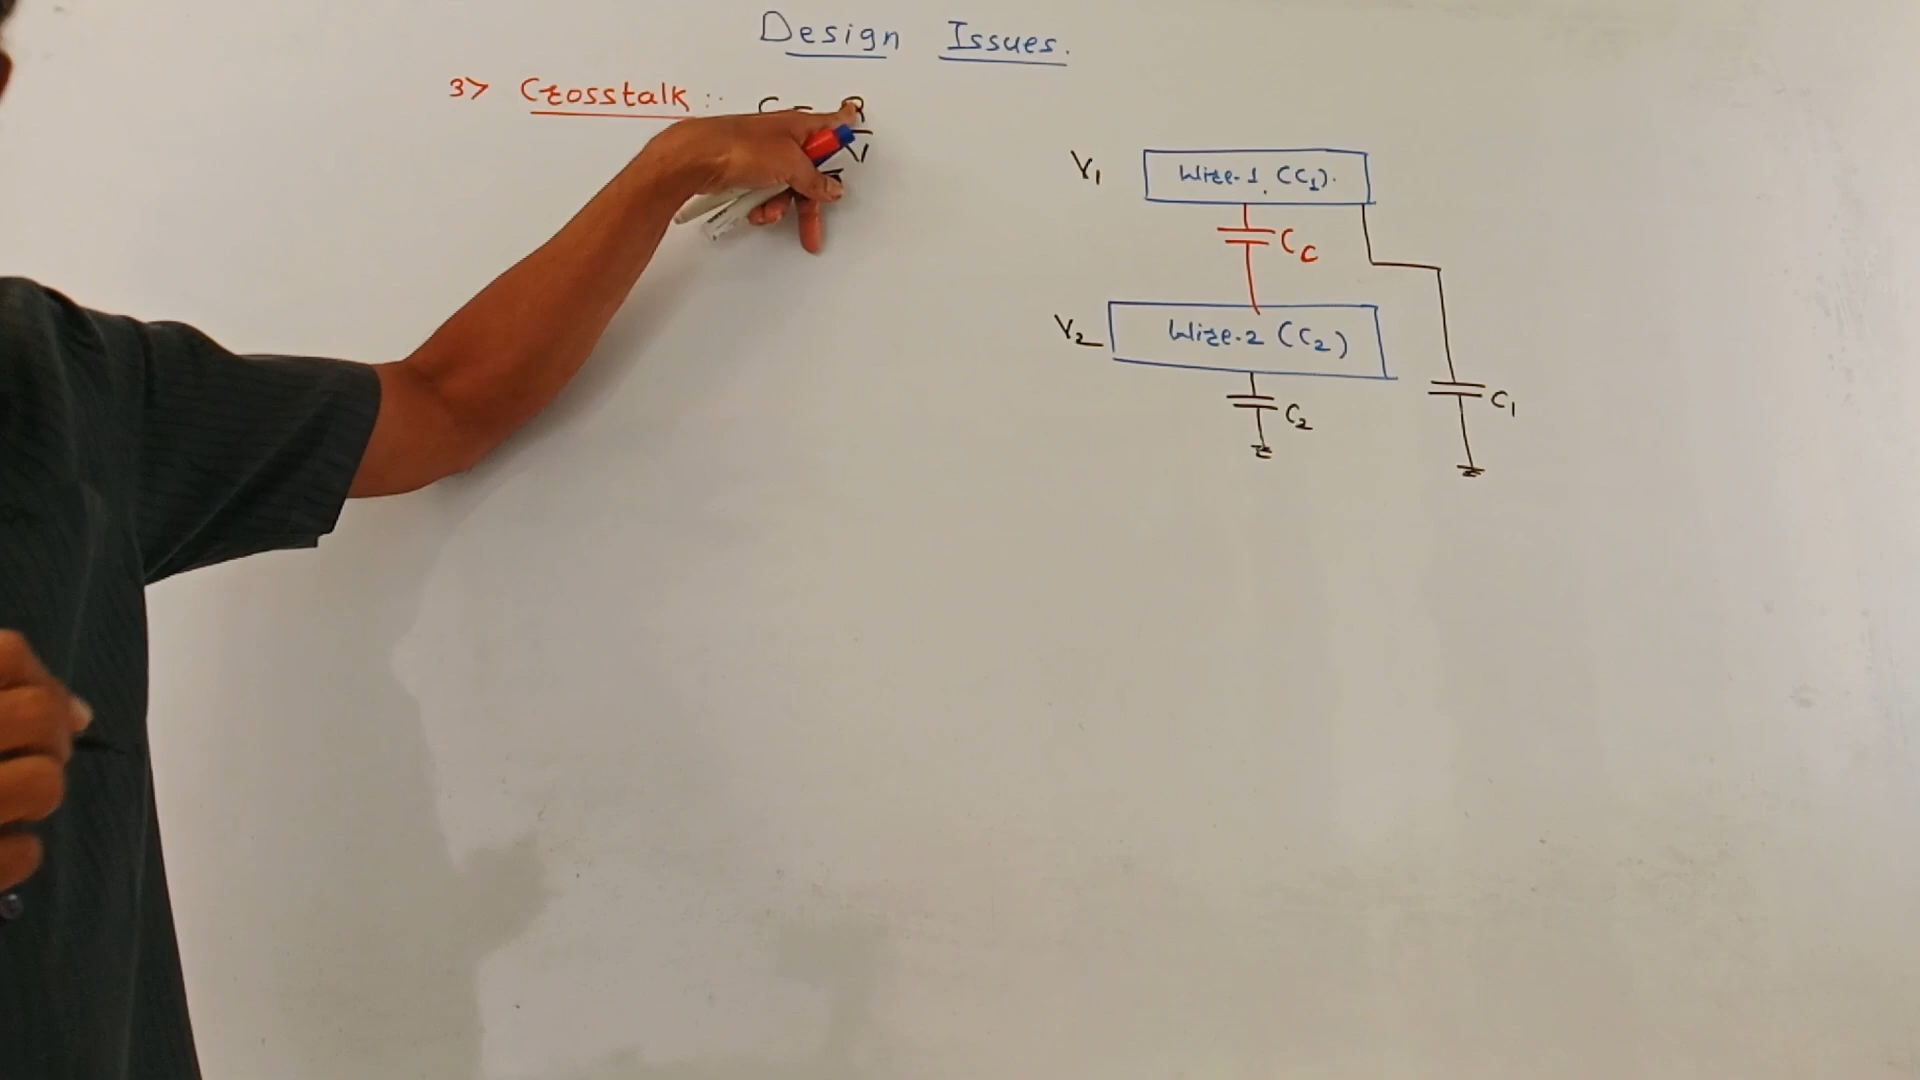 Design Issues.
3> Crosstalk :
V1 Wire-1. (C1).
Cc
V2 Wire-2 (C2)
C1
C2